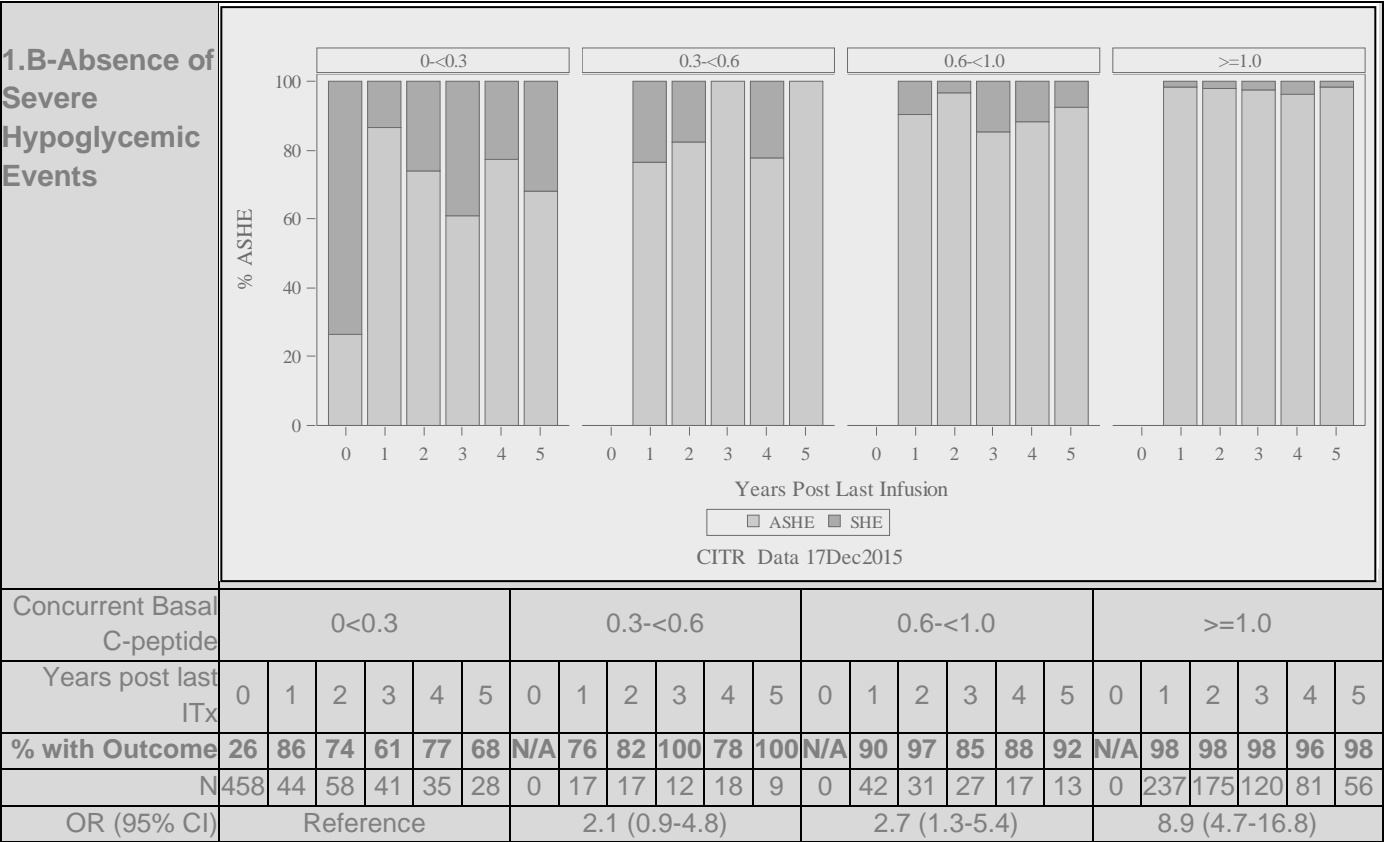 1.B-Absence of
Severe
Hypoglycemic
Events
0-<0.3 0.3-<0.6 0.6-<1.0 >=1.0
% ASHE
100
80
60
40
20
0
0 1 2 3 4 5 0 1 2 3 4 5 0 1 2 3 4 5 0 1 2 3 4 5
Years Post Last Infusion
ASHE SHE
CITR Data 17Dec2015
Concurrent Basal
C-peptide 0<0.3 0.3-<0.6 0.6-<1.0 >=1.0
Years post last
ITx 0 1 2 3 4 5 0 1 2 3 4 5 0 1 2 3 4 5 0 1 2 3 4 5
% with Outcome 26 86 74 61 77 68 N/A 76 82 100 78 100 N/A 90 97 85 88 92 N/A 98 98 98 96 98
N 458 44 58 41 35 28 0 17 17 12 18 9 0 42 31 27 17 13 0 237 175 120 81 56
OR (95% CI) Reference 2.1 (0.9-4.8) 2.7 (1.3-5.4) 8.9 (4.7-16.8)